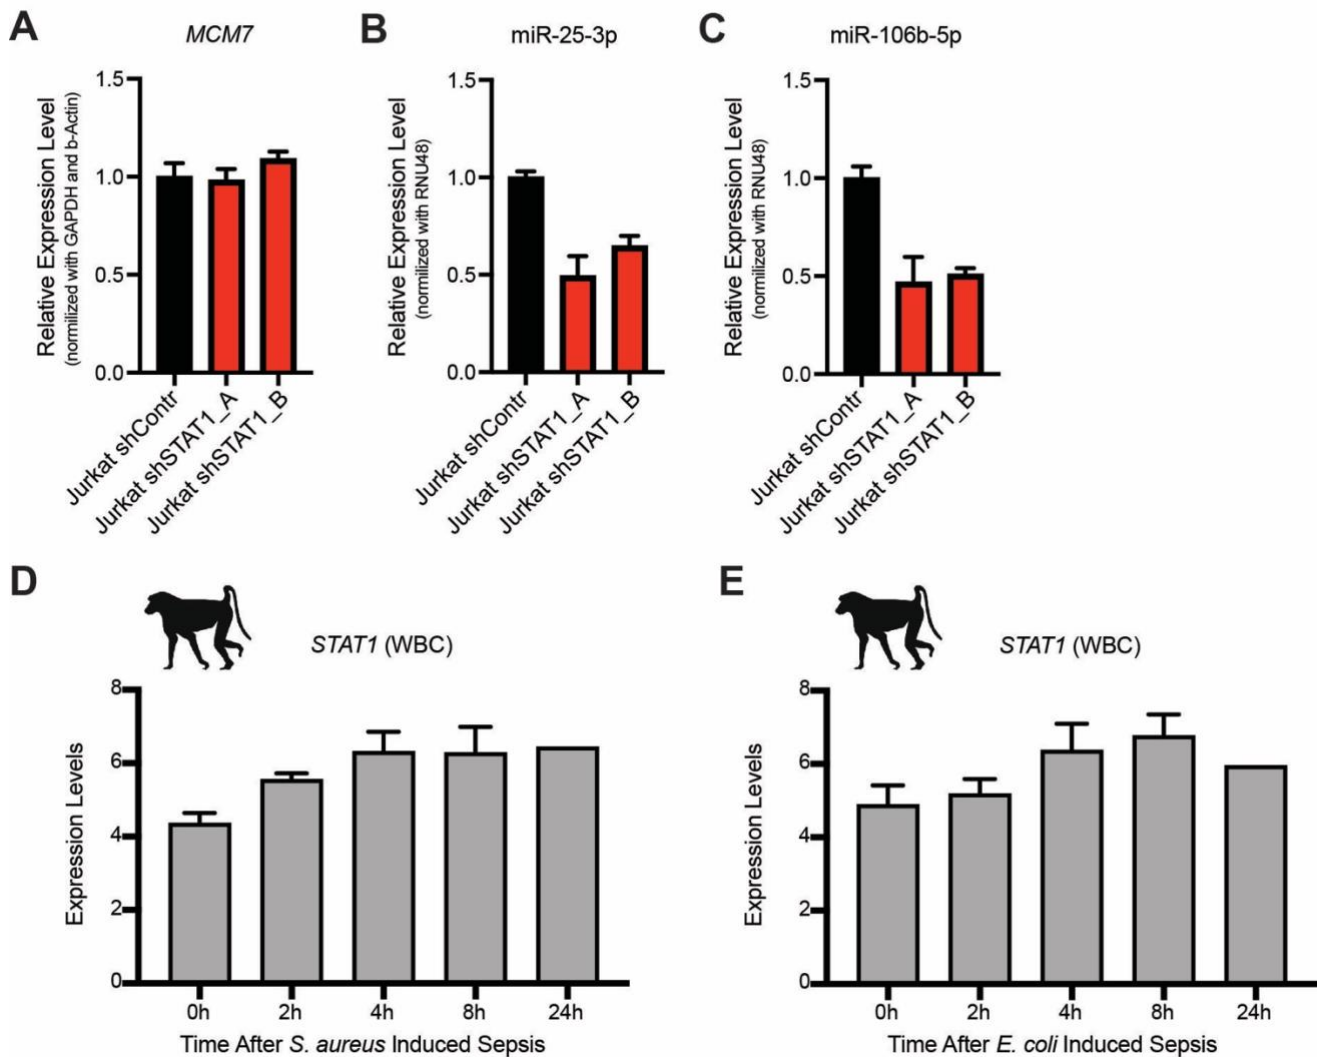 A
MCM7
Relative Expression Level
(normilized with GAPDH and b-Actin)
1.5
1.0
0.5
0.0
Jurkat shContr
Jurkat shSTAT1_A
Jurkat shSTAT1_B
B
miR-25-3p
Relative Expression Level
(normilized with RNU48)
1.5
1.0
0.5
0.0
Jurkat shContr
Jurkat shSTAT1_A
Jurkat shSTAT1_B
C
miR-106b-5p
Relative Expression Level
(normilized with RNU48)
1.5
1.0
0.5
0.0
Jurkat shContr
Jurkat shSTAT1_A
Jurkat shSTAT1_B
D
STAT1 (WBC)
Expression Levels
8
6
4
2
0
0h 2h 4h 8h 24h
Time After S. aureus Induced Sepsis
E
STAT1 (WBC)
Expression Levels
8
6
4
2
0
0h 2h 4h 8h 24h
Time After E. coli Induced Sepsis